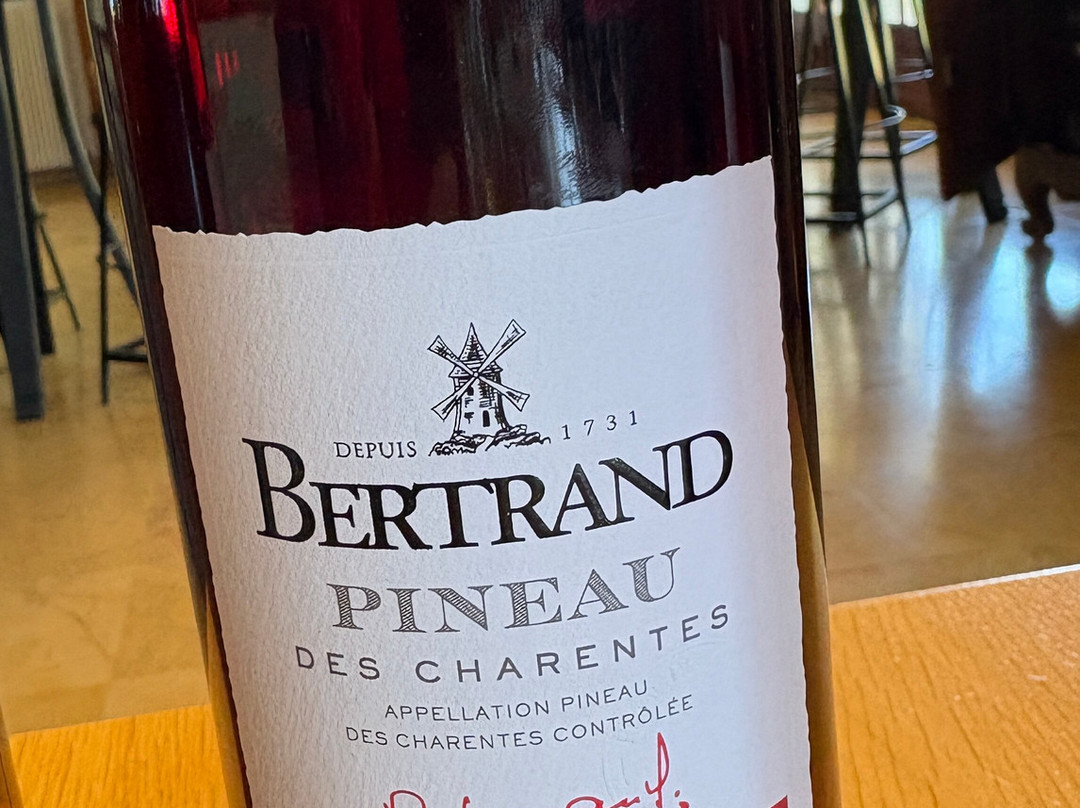 DEPUIS 1731
BERTRAND
PINEAU
DES CHARENTES
APPELLATION PINEAU
DES CHARENTES CONTRÔLÉE